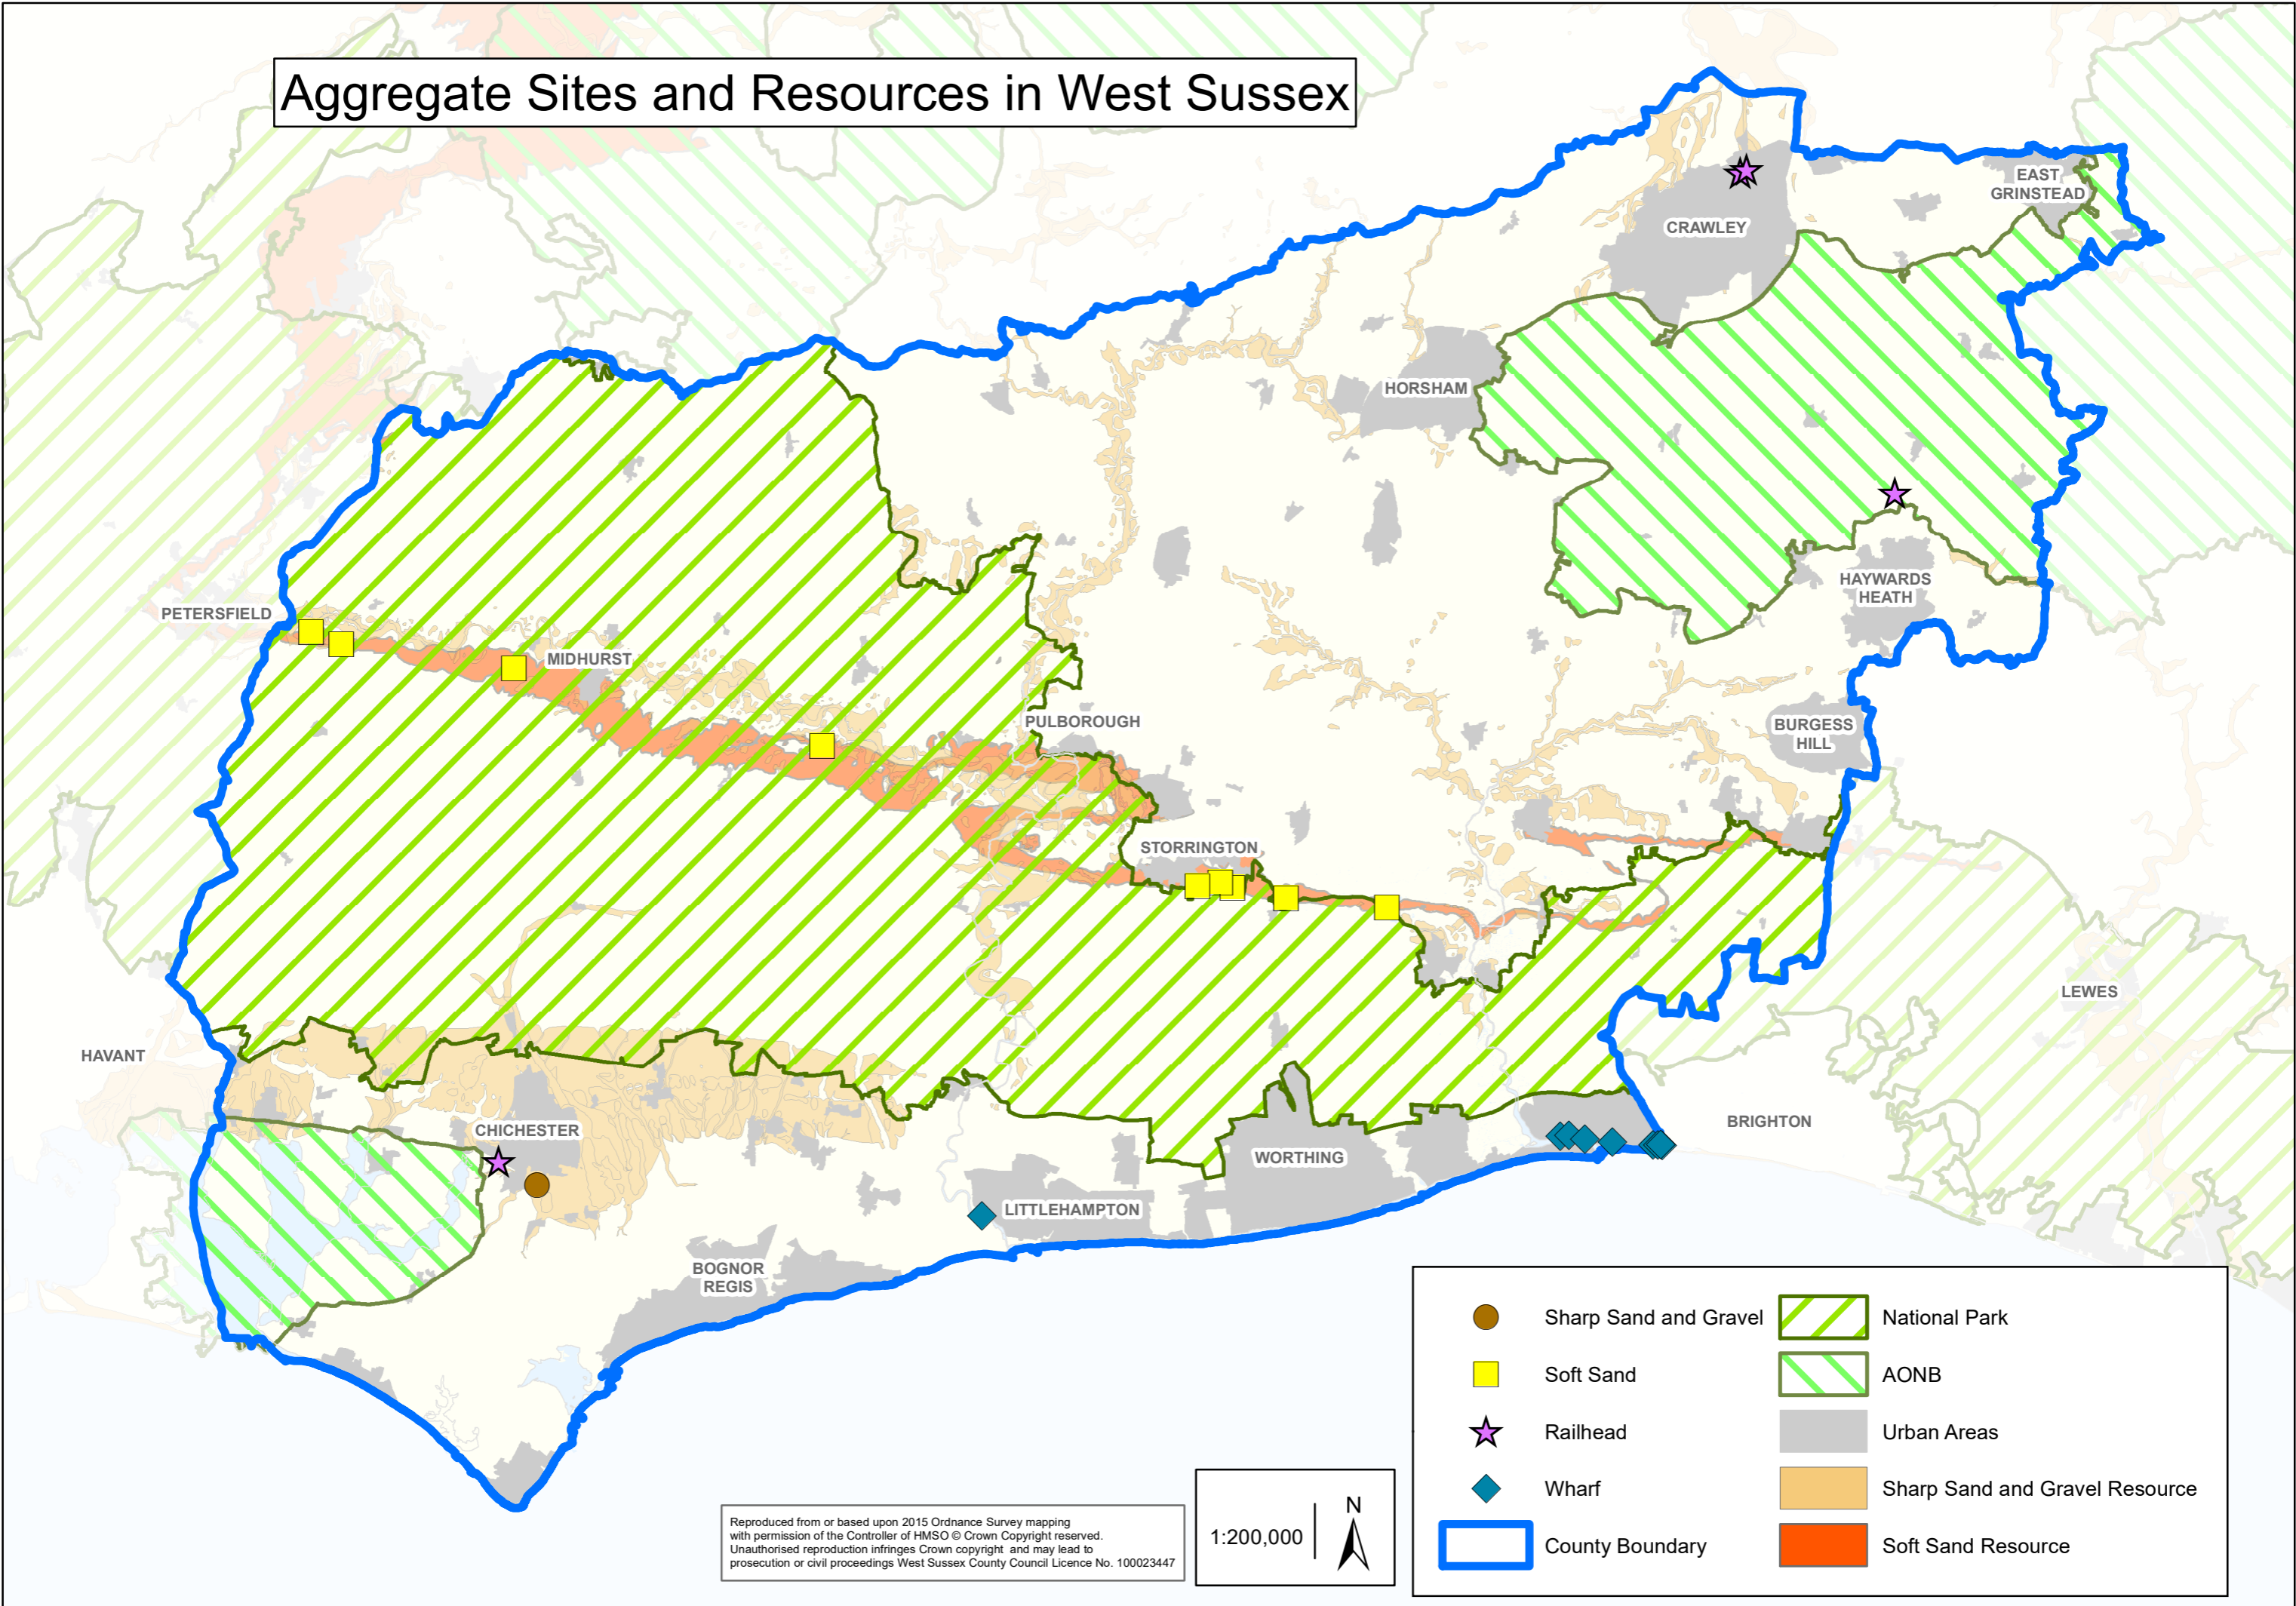 Aggregate Sites and Resources in West Sussex
EAST
GRINSTEAD
CRAWLEY
HORSHAM
HAYWARDS
HEATH
PETERSFIELD
MIDHURST
PULBOROUGH
BURGESS
HILL
STORRINGTON
LEWES
HAVANT
BRIGHTON
CHICHESTER
WORTHING
LITTLEHAMPTON
BOGNOR
REGIS
Sharp Sand and Gravel
Soft Sand
Railhead
Wharf
County Boundary
National Park
AONB
Urban Areas
Sharp Sand and Gravel Resource
Soft Sand Resource
N
1:200,000
Reproduced from or based upon 2015 Ordnance Survey mapping
with permission of the Controller of HMSO © Crown Copyright reserved.
Unauthorised reproduction infringes Crown copyright and may lead to
prosecution or civil proceedings West Sussex County Council Licence No. 100023447